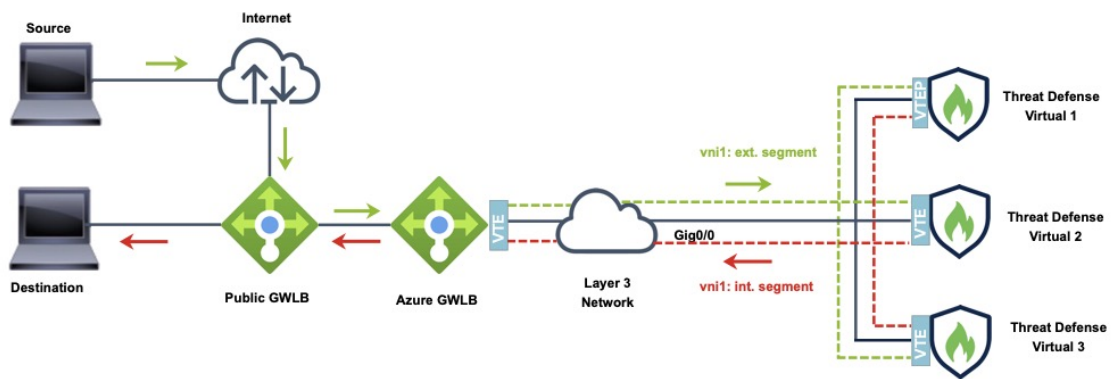 Source
Internet
Destination
Public GWLB
Azure GWLB
VTE
Layer 3
Network
Gig0/0
vni1: ext. segment
vni1: int. segment
VTEP
Threat Defense
Virtual 1
VTE
Threat Defense
Virtual 2
VTE
Threat Defense
Virtual 3